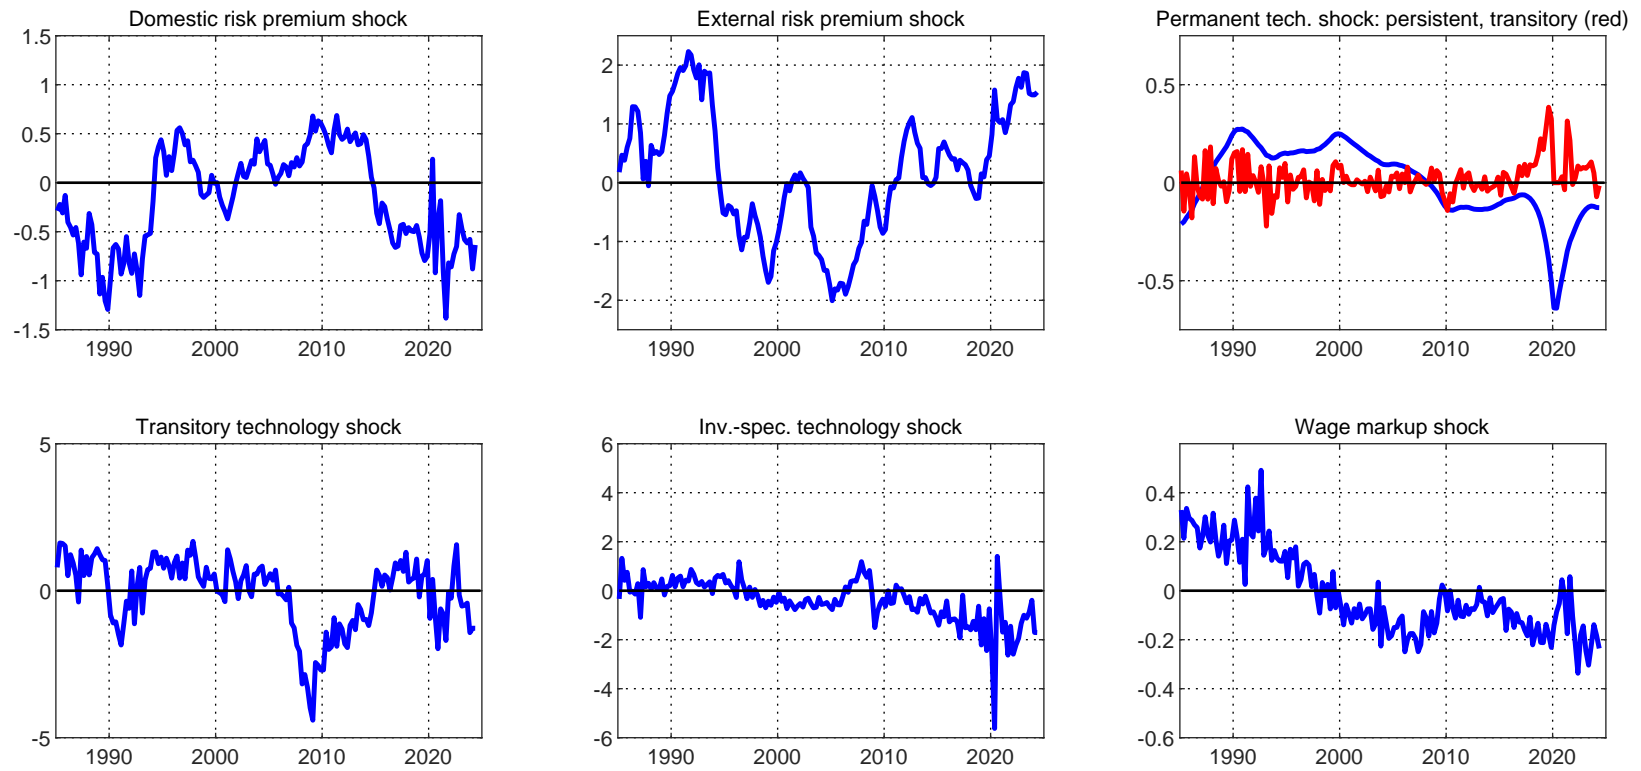 Domestic risk premium shock
1.5
1
0.5
0
-0.5
-1
-1.5
1990 2000 2010 2020
External risk premium shock
2
1
0
-1
-2
1990 2000 2010 2020
Permanent tech. shock: persistent, transitory (red)
0.5
0
-0.5
1990 2000 2010 2020
Transitory technology shock
5
0
-5
1990 2000 2010 2020
Inv.-spec. technology shock
6
4
2
0
-2
-4
-6
1990 2000 2010 2020
Wage markup shock
0.4
0.2
0
-0.2
-0.4
-0.6
1990 2000 2010 2020